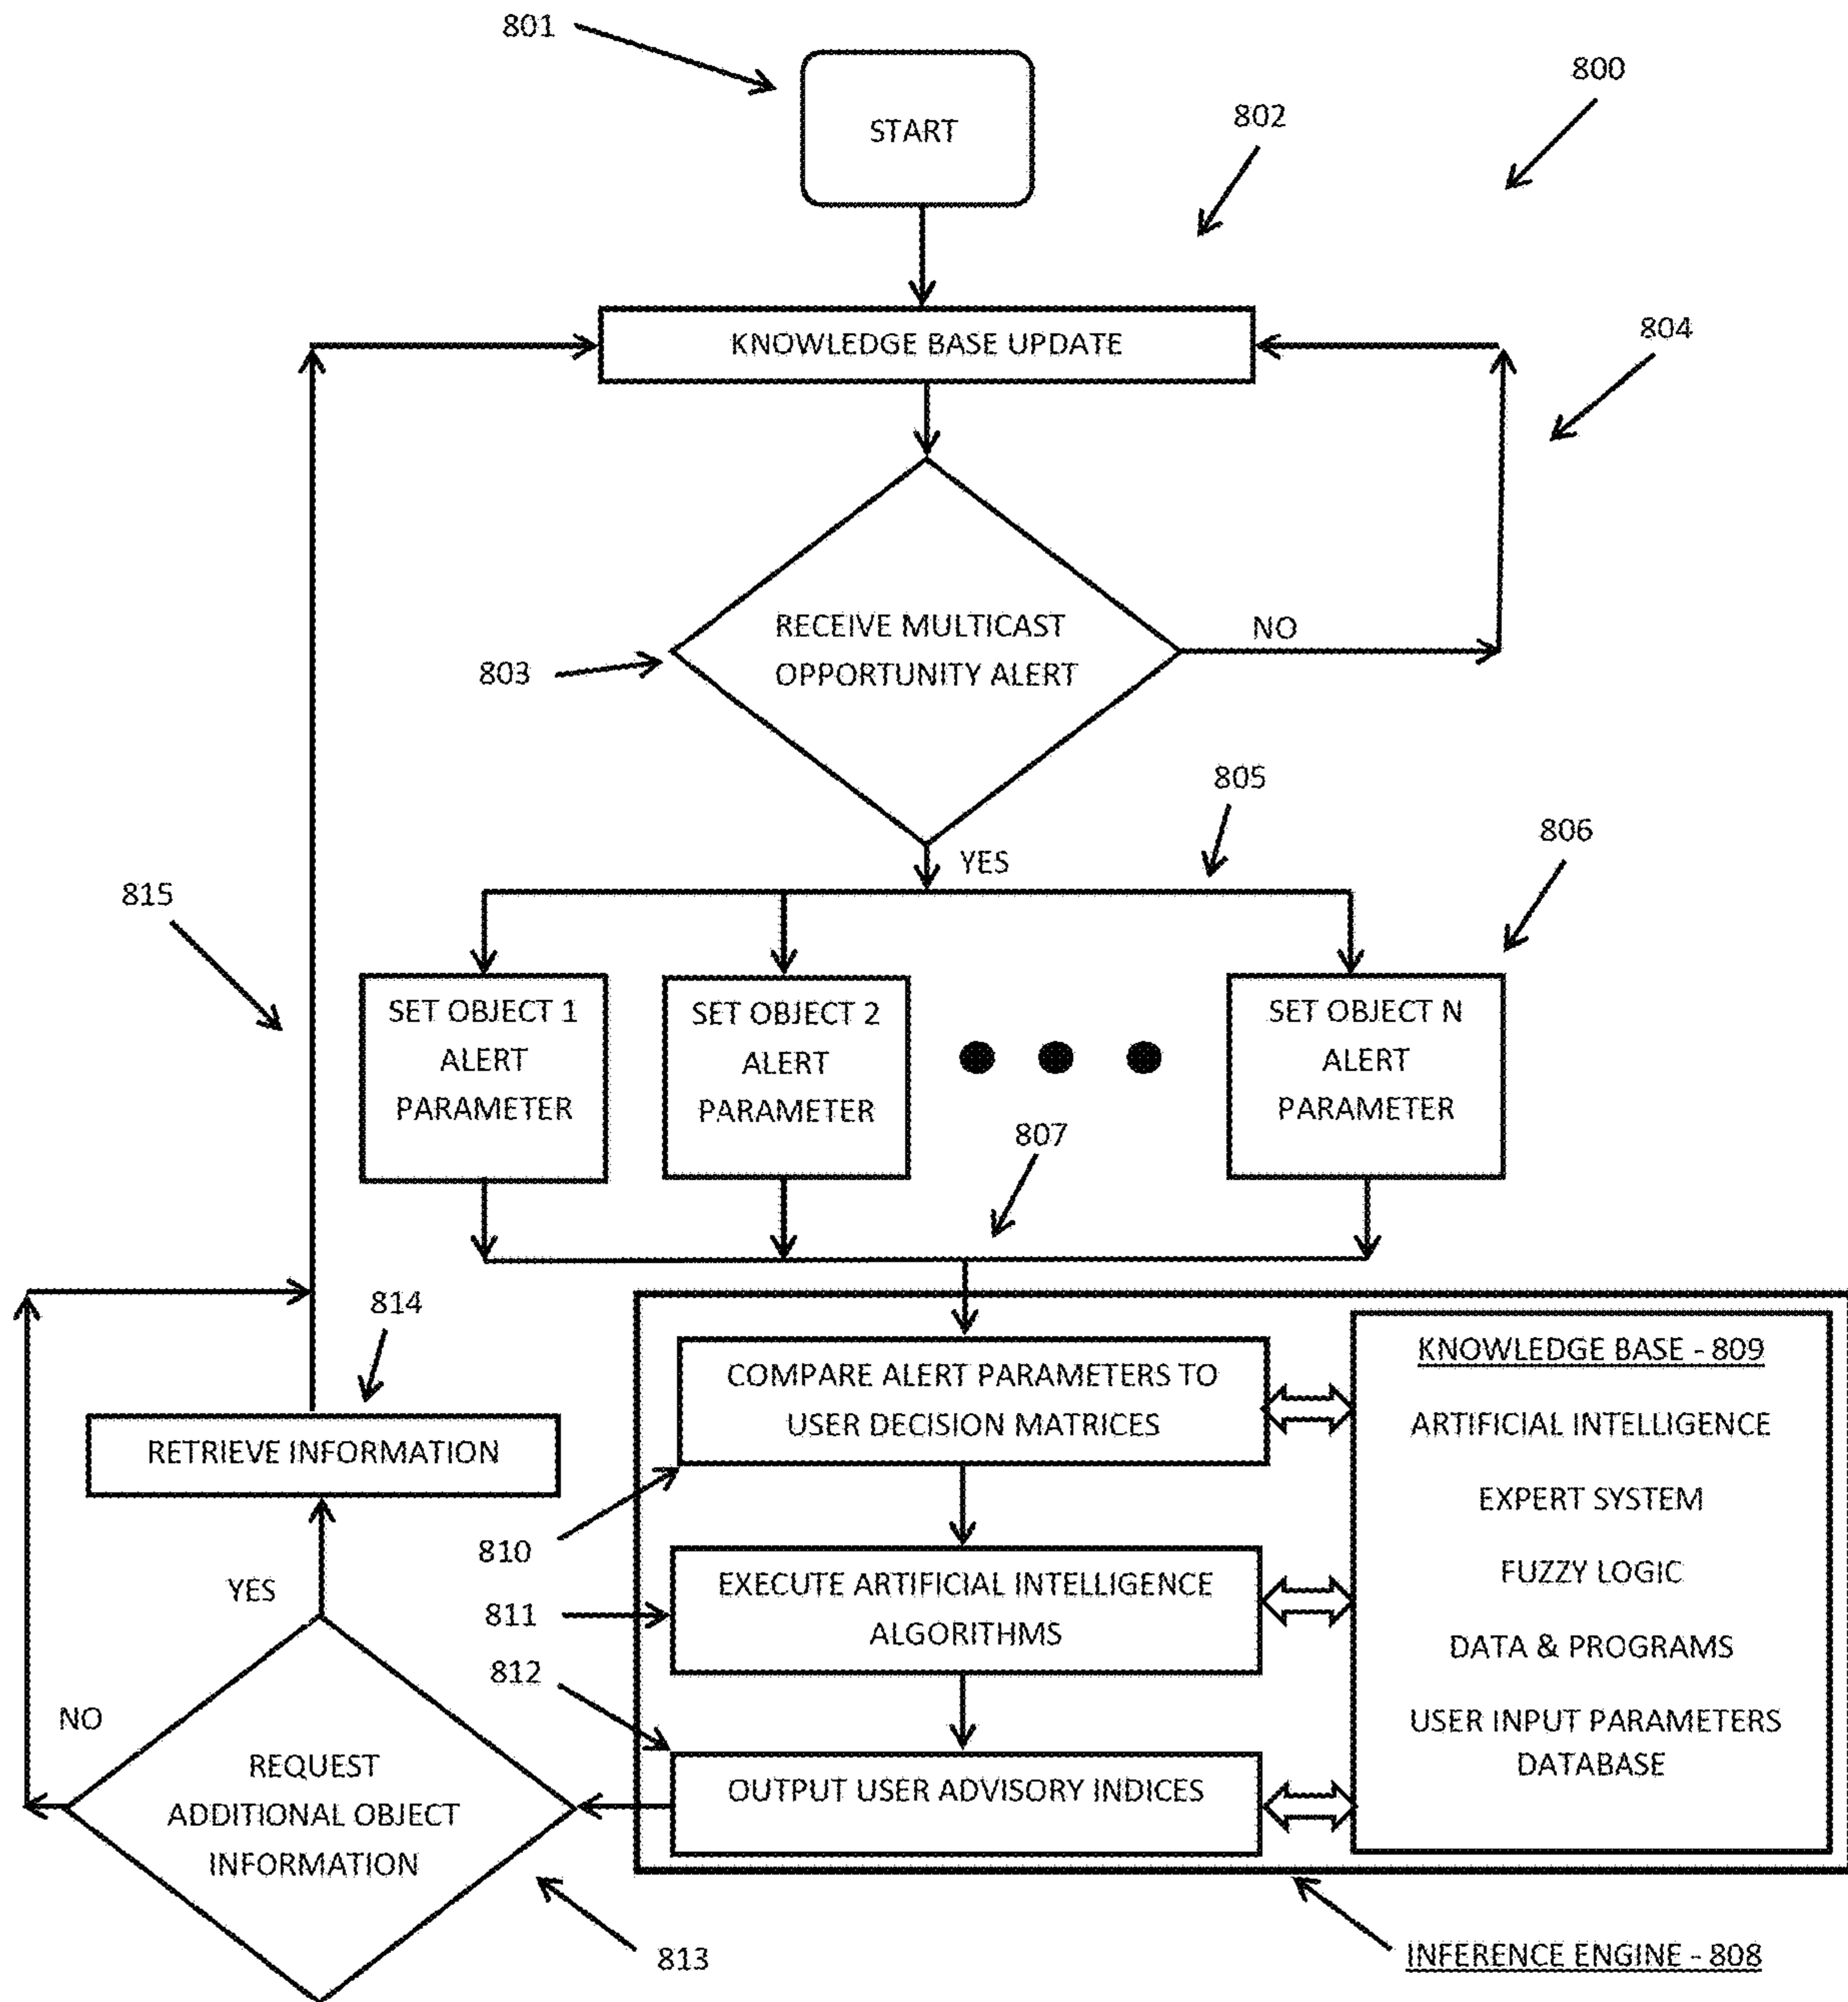 801
START
800
802
KNOWLEDGE BASE UPDATE
804
RECEIVE MULTICAST
OPPORTUNITY ALERT
NO
803
YES
805
806
815
SET OBJECT 1
ALERT
PARAMETER
SET OBJECT 2
ALERT
PARAMETER
SET OBJECT N
ALERT
PARAMETER
807
814
RETRIEVE INFORMATION
COMPARE ALERT PARAMETERS TO
USER DECISION MATRICES
KNOWLEDGE BASE - 809
ARTIFICIAL INTELLIGENCE
EXPERT SYSTEM
FUZZY LOGIC
DATA & PROGRAMS
USER INPUT PARAMETERS
DATABASE
810
EXECUTE ARTIFICIAL INTELLIGENCE
ALGORITHMS
811
YES
812
NO
REQUEST
ADDITIONAL OBJECT
INFORMATION
OUTPUT USER ADVISORY INDICES
813
INFERENCE ENGINE - 808